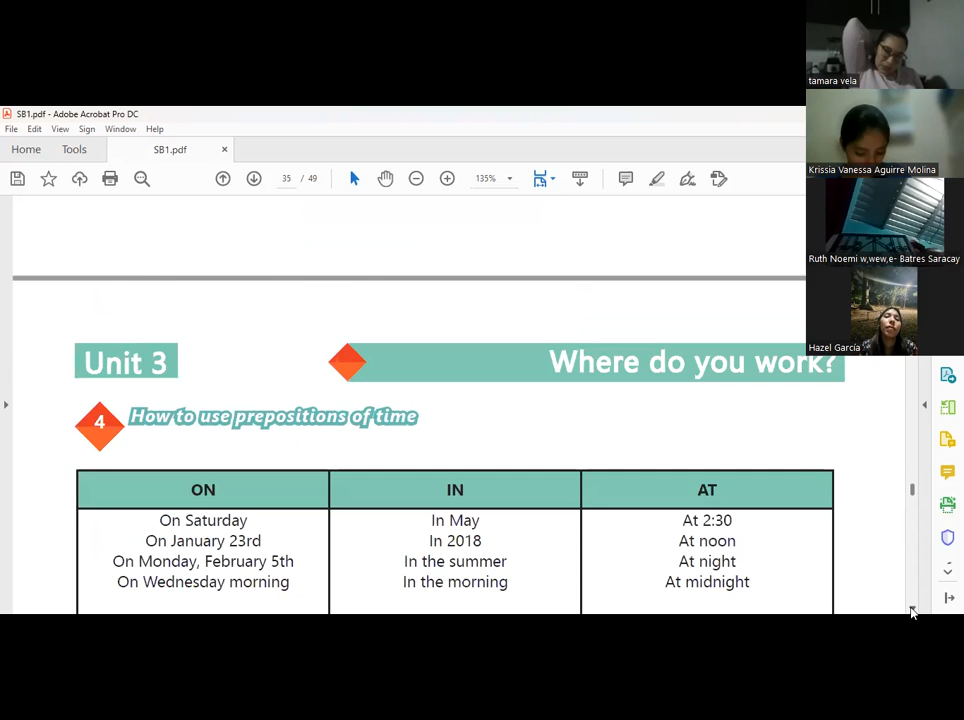 SB1.pdf - Adobe Acrobat Pro DC
File Edit View Sign Window Help
Home Tools SB1.pdf ×
35 / 49 135%
Unit 3 Where do you work?
4 How to use prepositions of time
ON IN AT
On Saturday In May At 2:30
On January 23rd In 2018 At noon
On Monday, February 5th In the summer At night
On Wednesday morning In the morning At midnight
tamara vela
Krissia Vanessa Aguirre Molina
Ruth Noemi w,wew,e- Batres Saracay
Hazel García